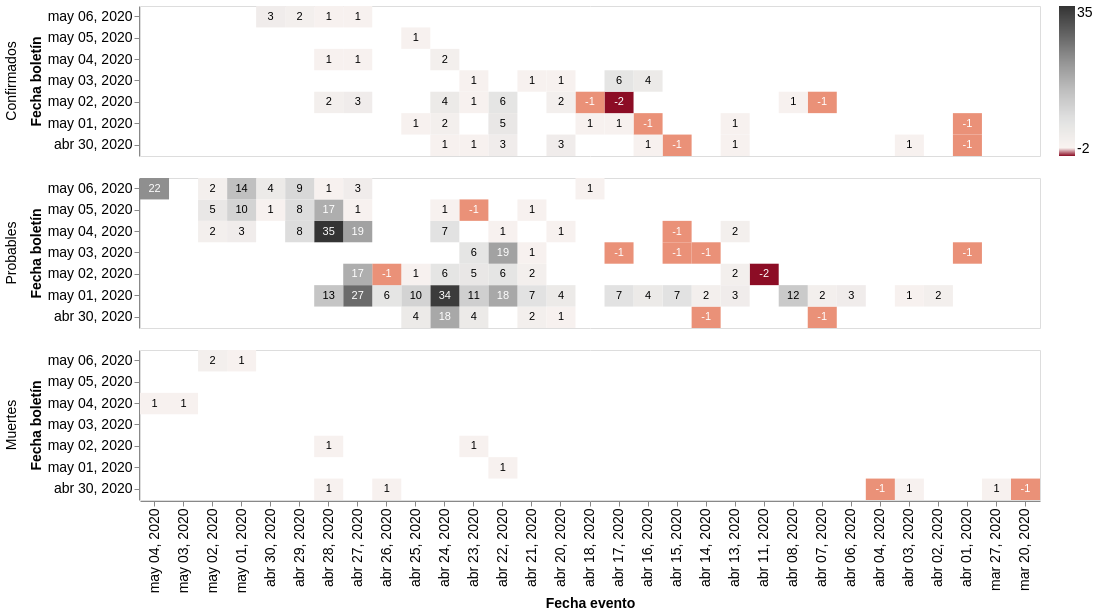 Confirmados
Fecha boletín
may 06, 2020 3 2 1 1
may 05, 2020 1
may 04, 2020 1 1 2
may 03, 2020 1 1 1 6 4
may 02, 2020 2 3 4 1 6 2 -1 -2 1 -1
may 01, 2020 1 2 5 1 1 -1 1 -1
abr 30, 2020 1 1 3 3 1 -1 1 1 -1
35
-2
Probables
Fecha boletín
may 06, 2020 22 2 14 4 9 1 3 1
may 05, 2020 5 10 1 8 17 1 1 -1 1
may 04, 2020 2 3 8 35 19 7 1 1 -1 2
may 03, 2020 6 19 1 -1 -1 -1 -1
may 02, 2020 17 -1 1 6 5 6 2 2 -2
may 01, 2020 13 27 6 10 34 11 18 7 4 7 4 7 2 3 12 2 3 1 2
abr 30, 2020 4 18 4 2 1 -1 -1
Muertes
Fecha boletín
may 06, 2020 2 1
may 05, 2020
may 04, 2020 1 1
may 03, 2020
may 02, 2020 1 1
may 01, 2020 1
abr 30, 2020 1 1 -1 1 1 -1
may 04, 2020
may 03, 2020
may 02, 2020
may 01, 2020
abr 30, 2020
abr 29, 2020
abr 28, 2020
abr 27, 2020
abr 26, 2020
abr 25, 2020
abr 24, 2020
abr 23, 2020
abr 22, 2020
abr 21, 2020
abr 20, 2020
abr 18, 2020
abr 17, 2020
abr 16, 2020
abr 15, 2020
abr 14, 2020
abr 13, 2020
abr 11, 2020
abr 08, 2020
abr 07, 2020
abr 06, 2020
abr 03, 2020
abr 02, 2020
abr 01, 2020
mar 27, 2020
mar 20, 2020
Fecha evento